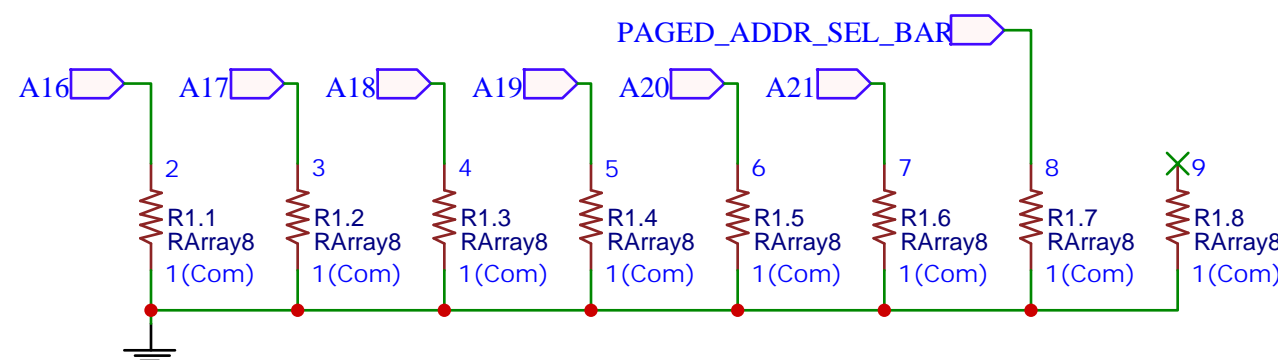 PAGED_ADDR_SEL_BAR
A16 A17 A18 A19 A20 A21
2 3 4 5 6 7 8 9
R1.1 R1.2 R1.3 R1.4 R1.5 R1.6 R1.7 R1.8
RArray8 RArray8 RArray8 RArray8 RArray8 RArray8 RArray8 RArray8
1(Com) 1(Com) 1(Com) 1(Com) 1(Com) 1(Com) 1(Com) 1(Com)